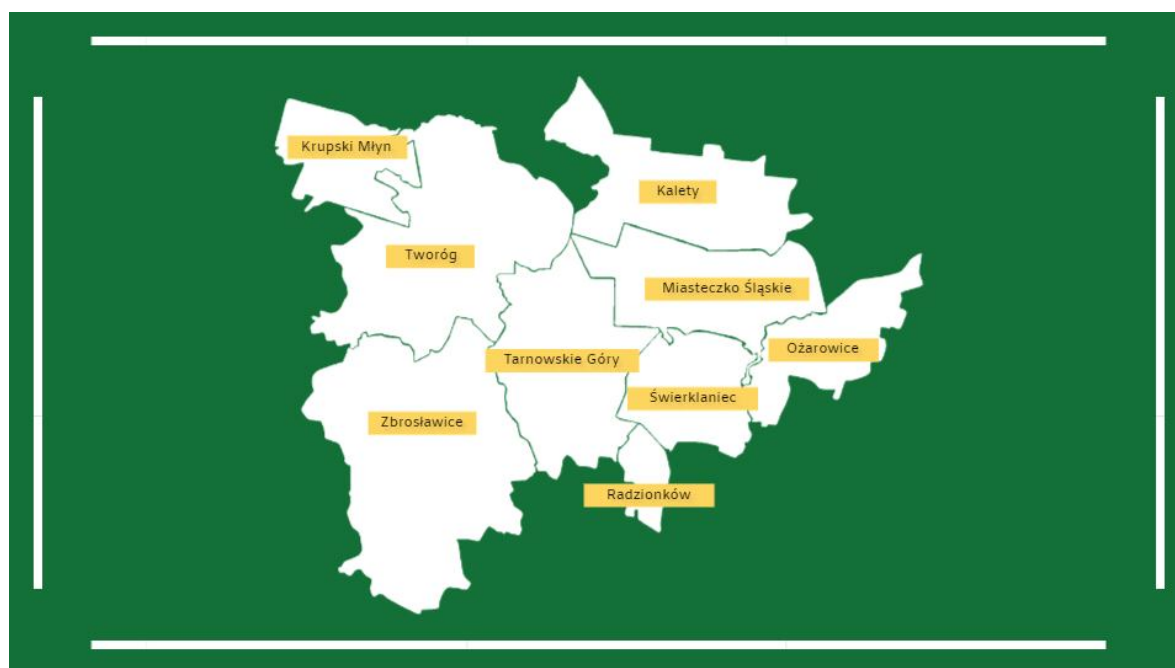 Krupski Młyn
Kalety
Tworóg
Miasteczko Śląskie
Ożarowice
Tarnowskie Góry
Świerklaniec
Zbrosławice
Radzionków